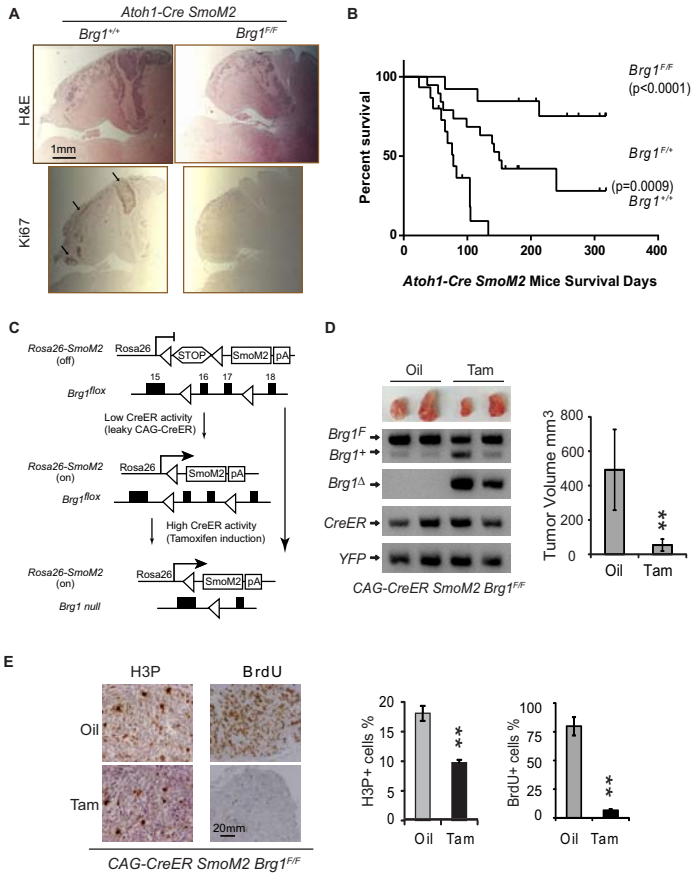 A
Atoh1-Cre SmoM2
Brg1+/+
Brg1F/F
H&E
1mm
Ki67
B
Percent survival
100
50
0
0
100
200
300
400
Atoh1-Cre SmoM2 Mice Survival Days
Brg1F/F
(p<0.0001)
Brg1F/+
(p=0.0009)
Brg1+/+
C
Rosa26-SmoM2
(off)
Rosa26
STOP
SmoM2
pA
Brg1flox
15
16
17
18
Low CreER activity
(leaky CAG-CreER)
Rosa26-SmoM2
(on)
Rosa26
SmoM2
pA
Brg1flox
High CreER activity
(Tamoxifen induction)
Rosa26-SmoM2
(on)
Rosa26
SmoM2
pA
Brg1 null
D
Oil
Tam
Brg1F
Brg1+
Brg1Δ
CreER
YFP
CAG-CreER SmoM2 Brg1F/F
Tumor Volume mm3
800
600
400
200
0
**
Oil
Tam
E
H3P
BrdU
Oil
Tam
20mm
CAG-CreER SmoM2 Brg1F/F
H3P+ cells %
20
15
10
5
0
**
Oil
Tam
BrdU+ cells %
100
75
50
25
0
**
Oil
Tam